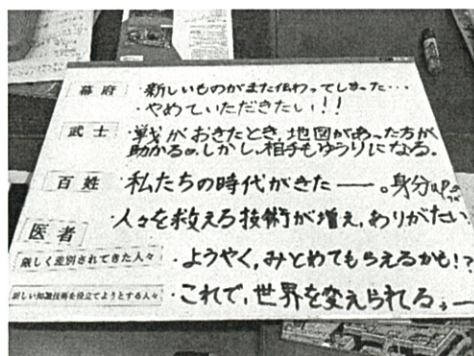 幕府 ・新しいものがまた伝わってしまった…
・やめていただきたい!!
武士 ・戦がおきたとき、地図があった方が
助かるの。しかし、相手もゆうりになる。
百姓 ・私たちの時代がきたーー。身分up
医者 ・人々を救える技術が増え、ありがたい
厳しく差別されてきた人々 ・ようやく、みとめてもらえるかも!?
新しい知識技術を役立てようとする人々 ・これで、世界を変えられる。